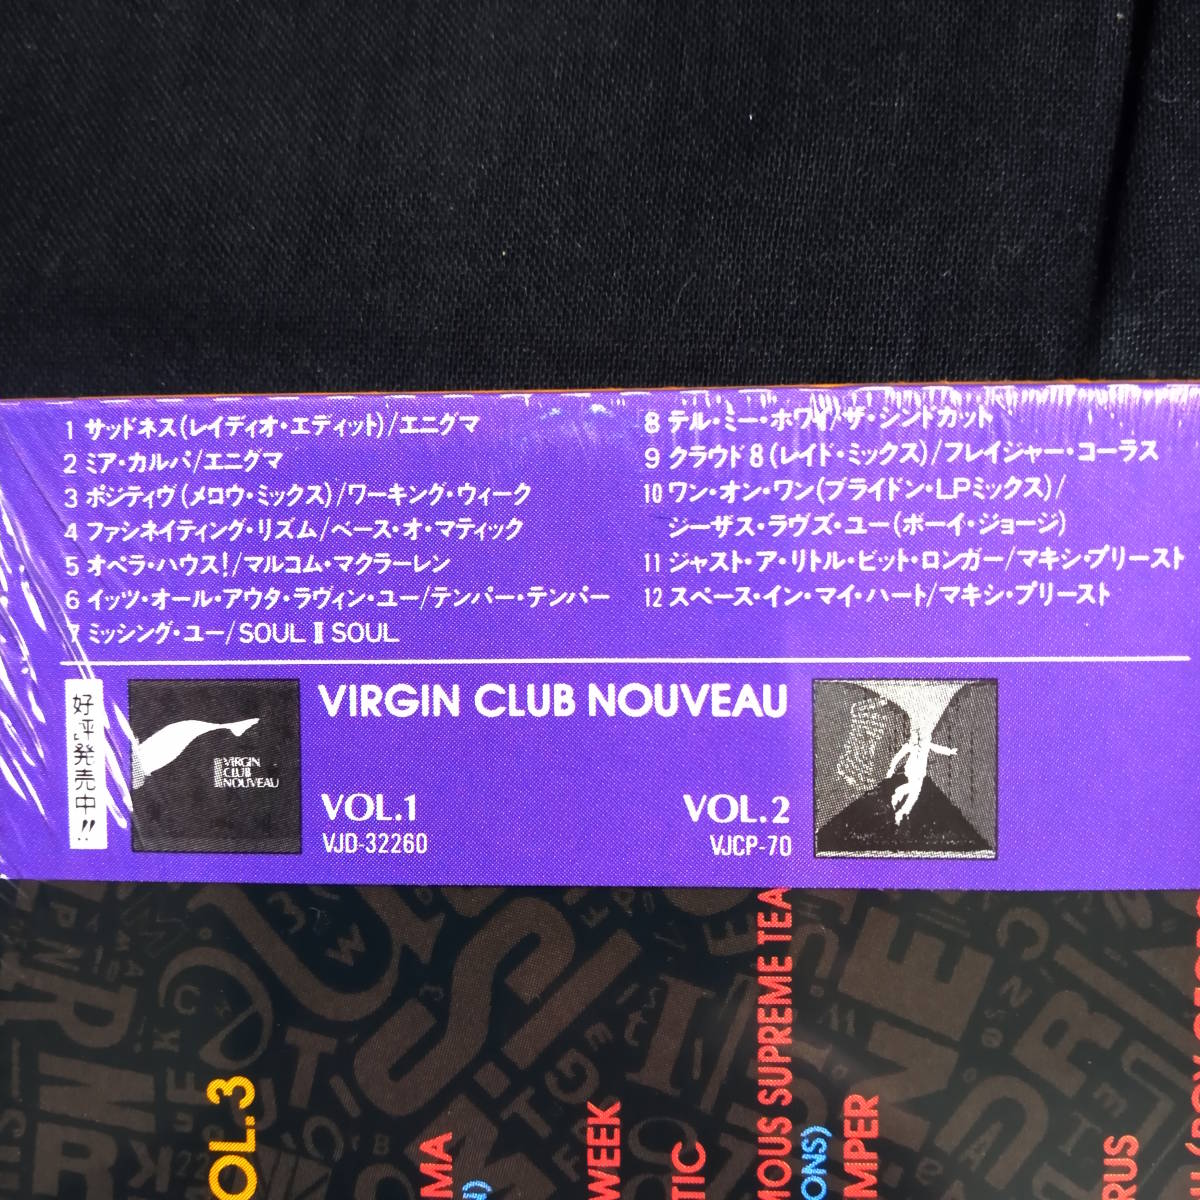 1 サッドネス(レイディオ・エディット)/エニグマ
2 ミア・カルパ/エニグマ
3 ポジティヴ(メロウ・ミックス)/ワーキング・ウィーク
4 ファシネイティング・リズム/ベース・オ・マティック
5 オペラ・ハウス!/マルコム・マクラーレン
6 イッツ・オール・アウタ・ラヴィン・ユー/テンパー・テンパー
7 ミッシング・ユー/SOUL II SOUL
8 テル・ミー・ホワイ/ザ・シンドカット
9 クラウド8(レイド・ミックス)/フレイジャー・コーラス
10 ワン・オン・ワン(ブライドン・LPミックス)/
ジーザス・ラヴズ・ユー(ボーイ・ジョージ)
11 ジャスト・ア・リトル・ビット・ロンガー/マキシ・プリースト
12 スペース・イン・マイ・ハート/マキシ・プリースト
好評発売中!!
VIRGIN
CLUB
NOUVEAU
VIRGIN CLUB NOUVEAU
VOL.1
VJD-32260
VOL.2
VJCP-70
OL.3
MA
WEEK
TIC
MOUS SUPREME TEA
ONS)
MPER
RUS